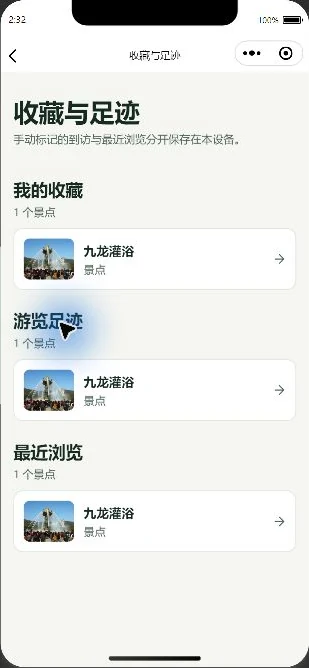 2:32
100%
收藏与足迹
收藏与足迹
手动标记的到访与最近浏览分开保存在本设备。
我的收藏
1 个景点
九龙灌浴
景点
游览足迹
1 个景点
九龙灌浴
景点
最近浏览
1 个景点
九龙灌浴
景点